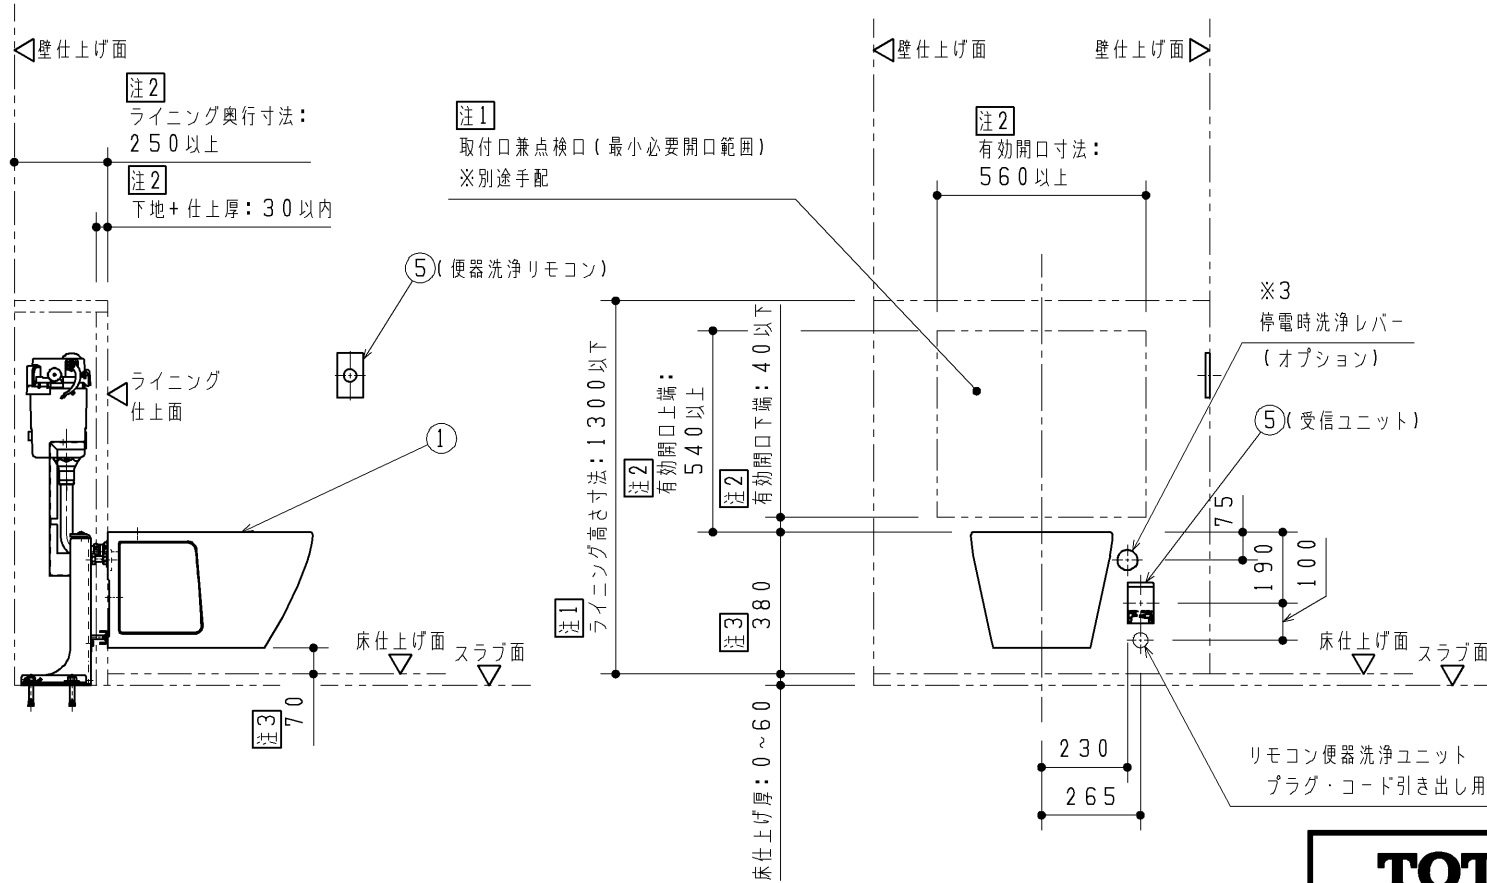 壁仕上げ面
注2
ライニング奥行寸法:
250以上
注2
下地+仕上厚:30以内
⑤(便器洗浄リモコン)
ライニング
仕上面
①
床仕上げ面
スラブ面
注3
70
注1
取付口兼点検口(最小必要開口範囲)
※別途手配
壁仕上げ面
壁仕上げ面
注2
有効開口寸法:
560以上
注1
ライニング高さ寸法:1300以下
注2
有効開口上端:
540以上
注2
有効開口下端:40以下
注3
380
床仕上げ厚:0~60
※3
停電時洗浄レバー
(オプション)
⑤(受信ユニット)
75
190
100
床仕上げ面
スラブ面
230
265
リモコン便器洗浄ユニット
プラグ・コード引き出し用
TOT